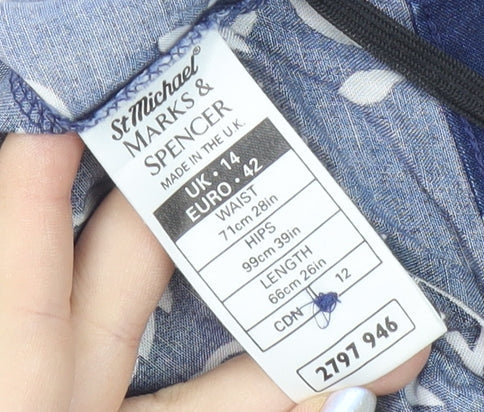 St Michael®
MARKS &
SPENCER
MADE IN THE U.K.
UK • 14
EURO • 42
WAIST
71cm 28in
HIPS
99cm 39in
LENGTH
66cm 26in
CDN 12
2797 946